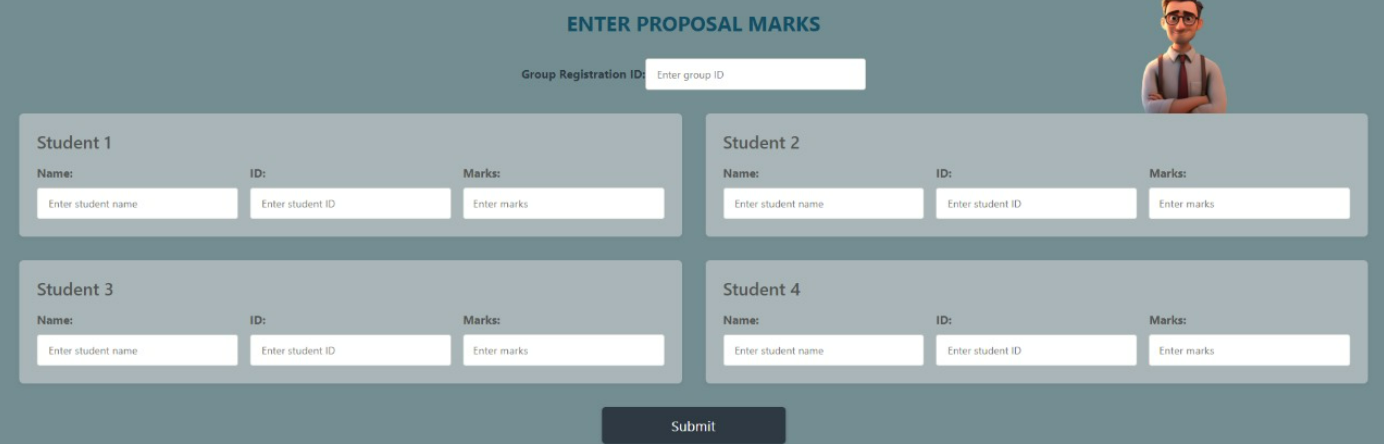 ENTER PROPOSAL MARKS
Group Registration ID: Enter group ID
Student 1
Name: ID: Marks:
Enter student name Enter student ID Enter marks
Student 2
Name: ID: Marks:
Enter student name Enter student ID Enter marks
Student 3
Name: ID: Marks:
Enter student name Enter student ID Enter marks
Student 4
Name: ID: Marks:
Enter student name Enter student ID Enter marks
Submit